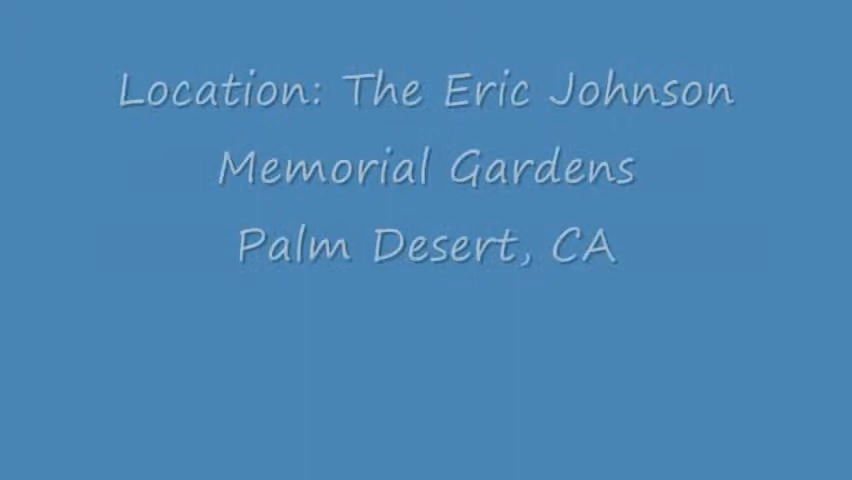 Location: The Eric Johnson
Memorial Gardens
Palm Desert, CA